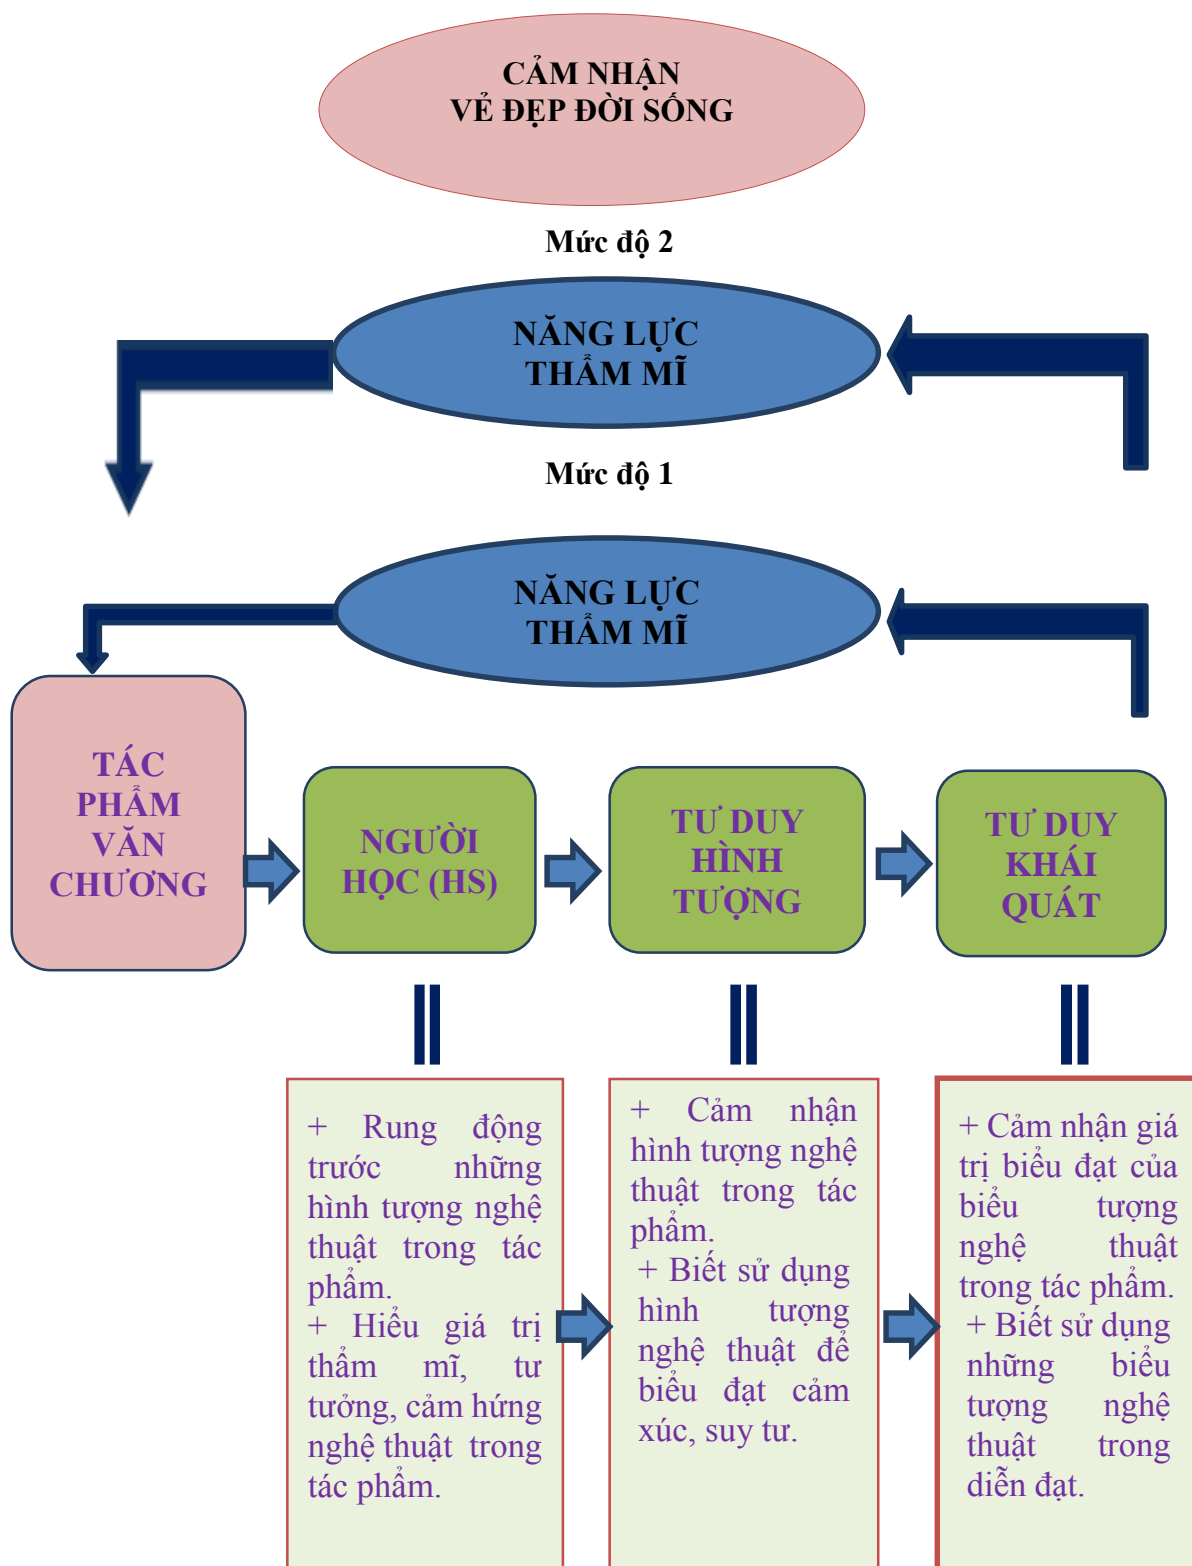 CẢM NHẬN
VẺ ĐẸP ĐỜI SỐNG
Mức độ 2
NĂNG LỰC
THẨM MĨ
Mức độ 1
NĂNG LỰC
THẨM MĨ
TÁC
PHẨM
VĂN
CHƯƠNG
NGƯỜI
HỌC (HS)
TƯ DUY
HÌNH
TƯỢNG
TƯ DUY
KHÁI
QUÁT
+ Rung động
trước những
hình tượng nghệ
thuật trong tác
phẩm.
+ Hiểu giá trị
thẩm mĩ, tư
tưởng, cảm hứng
nghệ thuật trong
tác phẩm.
+ Cảm nhận
hình tượng nghệ
thuật trong tác
phẩm.
+ Biết sử dụng
hình tượng
nghệ thuật để
biểu đạt cảm
xúc, suy tư.
+ Cảm nhận giá
trị biểu đạt của
biểu tượng
nghệ thuật
trong tác phẩm.
+ Biết sử dụng
những biểu
tượng nghệ
thuật trong
diễn đạt.